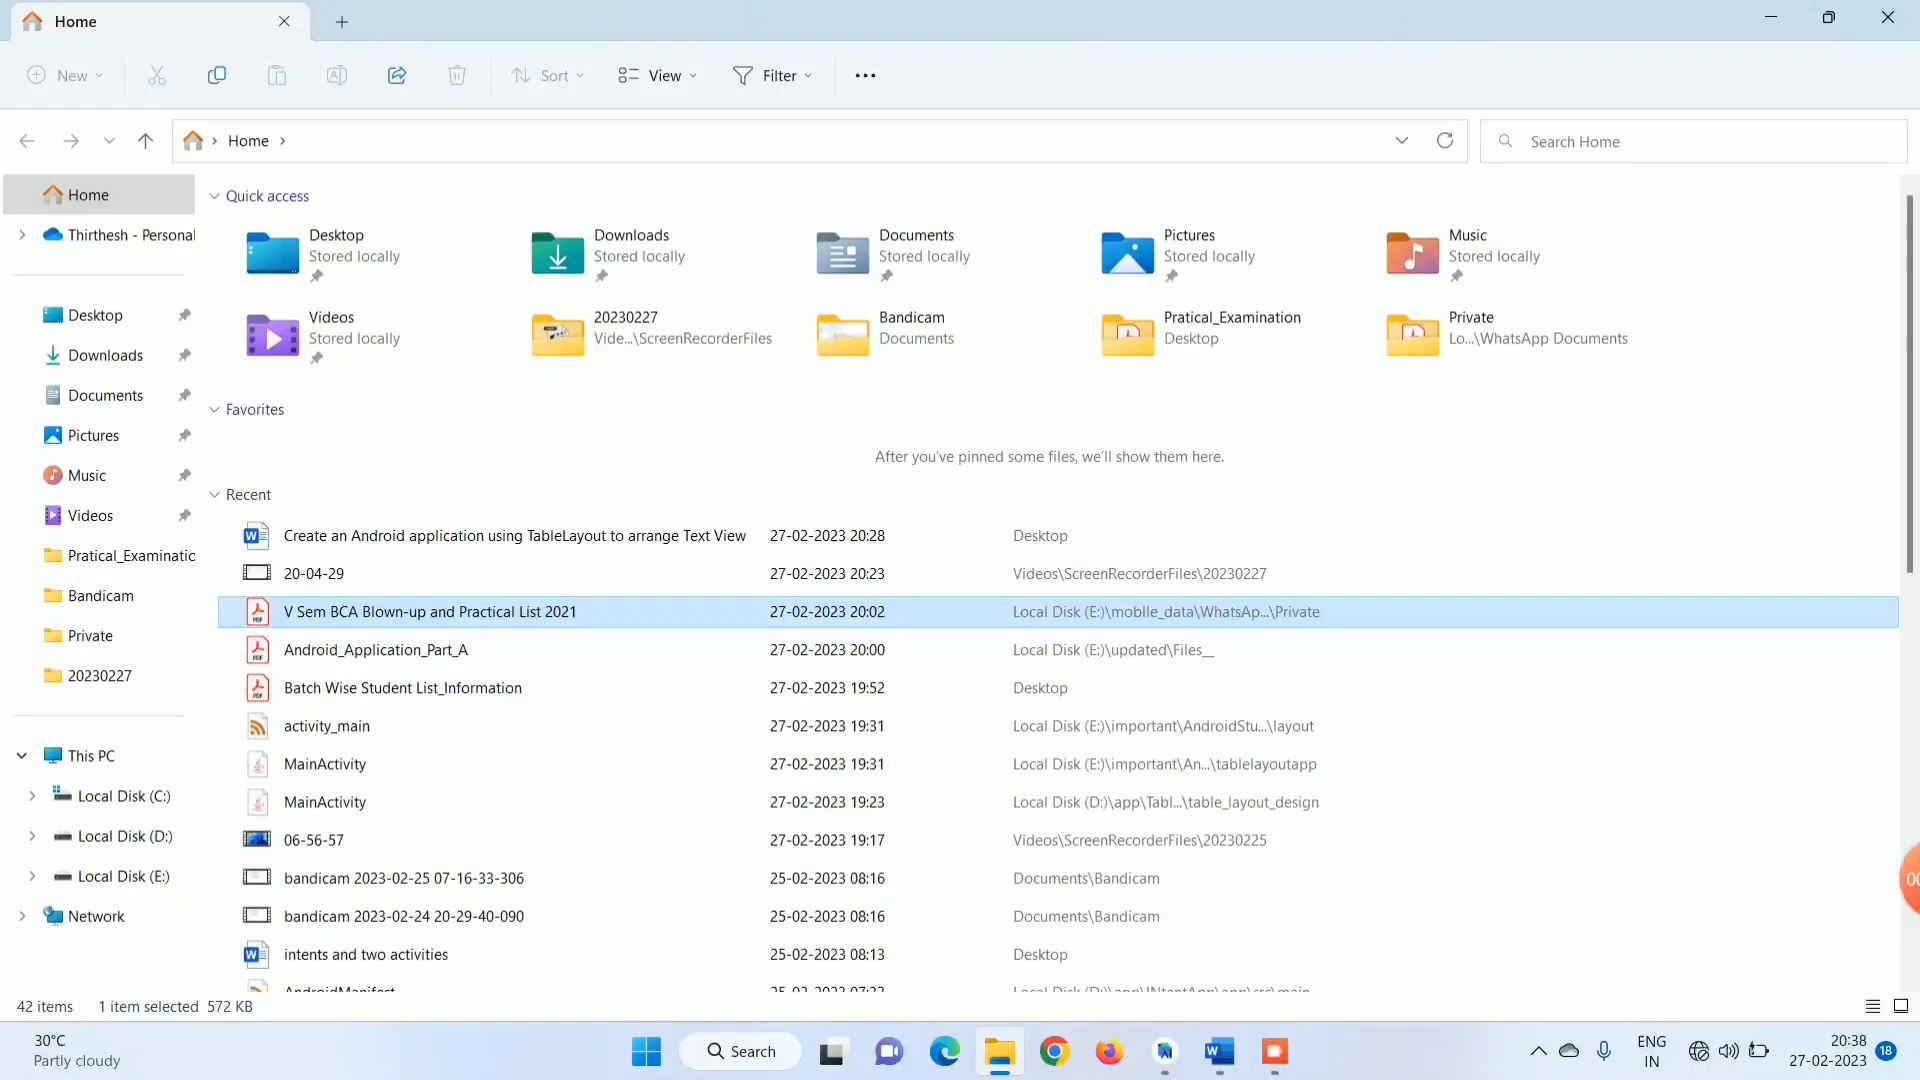 Home
New
Sort
View
Filter
Home
Search Home
Home
Thirthesh - Persona
Desktop
Downloads
Documents
Pictures
Music
Videos
Pratical_Examinatio
Bandicam
Private
20230227
This PC
Local Disk (C:)
Local Disk (D:)
Local Disk (E:)
Network
Quick access
Desktop
Stored locally
Downloads
Stored locally
Documents
Stored locally
Pictures
Stored locally
Music
Stored locally
Videos
Stored locally
20230227
Vide...\ScreenRecorderFiles
Bandicam
Documents
Pratical_Examination
Desktop
Private
Lo...\WhatsApp Documents
Favorites
After you've pinned some files, we'll show them here.
Recent
Create an Android application using TableLayout to arrange Text View 27-02-2023 20:28 Desktop
20-04-29 27-02-2023 20:23 Videos\ScreenRecorderFiles\20230227
V Sem BCA Blown-up and Practical List 2021 27-02-2023 20:02 Local Disk (E:)\mobIle_data\WhatsAp...\Private
Android_Application_Part_A 27-02-2023 20:00 Local Disk (E:)\updated\Files__
Batch Wise Student List_Information 27-02-2023 19:52 Desktop
activity_main 27-02-2023 19:31 Local Disk (E:)\important\AndroidStu...\layout
MainActivity 27-02-2023 19:31 Local Disk (E:)\important\An...\tablelayoutapp
MainActivity 27-02-2023 19:23 Local Disk (D:)\app\Tabl...\table_layout_design
06-56-57 27-02-2023 19:17 Videos\ScreenRecorderFiles\20230225
bandicam 2023-02-25 07-16-33-306 25-02-2023 08:16 Documents\Bandicam
bandicam 2023-02-24 20-29-40-090 25-02-2023 08:16 Documents\Bandicam
intents and two activities 25-02-2023 08:13 Desktop
AndroidManifest 25-02-2023 07:33
00
42 items 1 item selected 572 KB
30°C
Partly cloudy
Search
ENG
IN
20:38
27-02-2023
18